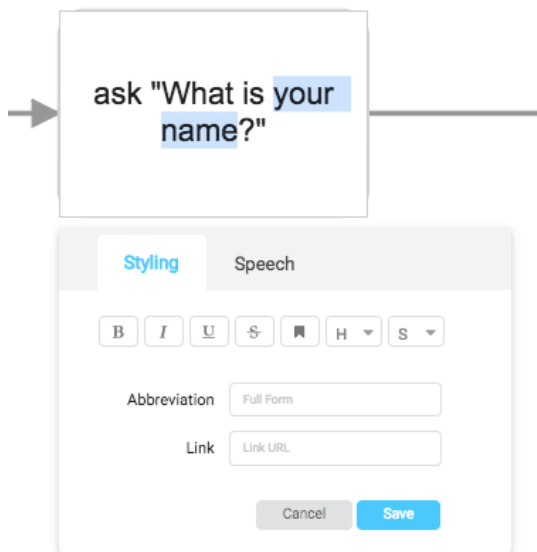 ask "What is your
name?"
Styling Speech
B I U S H S
Abbreviation Full Form
Link Link URL
Cancel Save